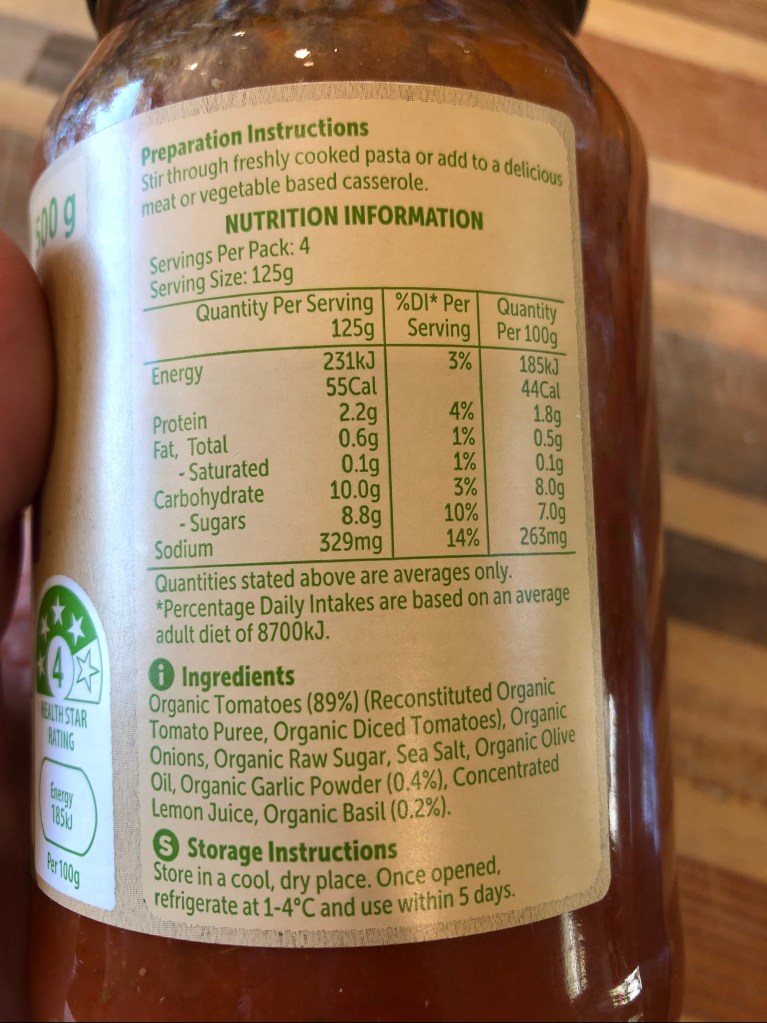 500 g
Preparation Instructions
Stir through freshly cooked pasta or add to a delicious
meat or vegetable based casserole.
NUTRITION INFORMATION
Servings Per Pack: 4
Serving Size: 125g
Quantity Per Serving %DI* Per Quantity
125g Serving Per 100g
Energy 231kJ 3% 185kJ
55Cal 44Cal
Protein 2.2g 4% 1.8g
Fat, Total 0.6g 1% 0.5g
- Saturated 0.1g 1% 0.1g
Carbohydrate 10.0g 3% 8.0g
- Sugars 8.8g 10% 7.0g
Sodium 329mg 14% 263mg
Quantities stated above are averages only.
*Percentage Daily Intakes are based on an average
adult diet of 8700kJ.
i Ingredients
Organic Tomatoes (89%) (Reconstituted Organic
Tomato Puree, Organic Diced Tomatoes), Organic
Onions, Organic Raw Sugar, Sea Salt, Organic Olive
Oil, Organic Garlic Powder (0.4%), Concentrated
Lemon Juice, Organic Basil (0.2%).
S Storage Instructions
Store in a cool, dry place. Once opened,
refrigerate at 1-4°C and use within 5 days.
4
HEALTH STAR
RATING
Energy
185kJ
Per 100g